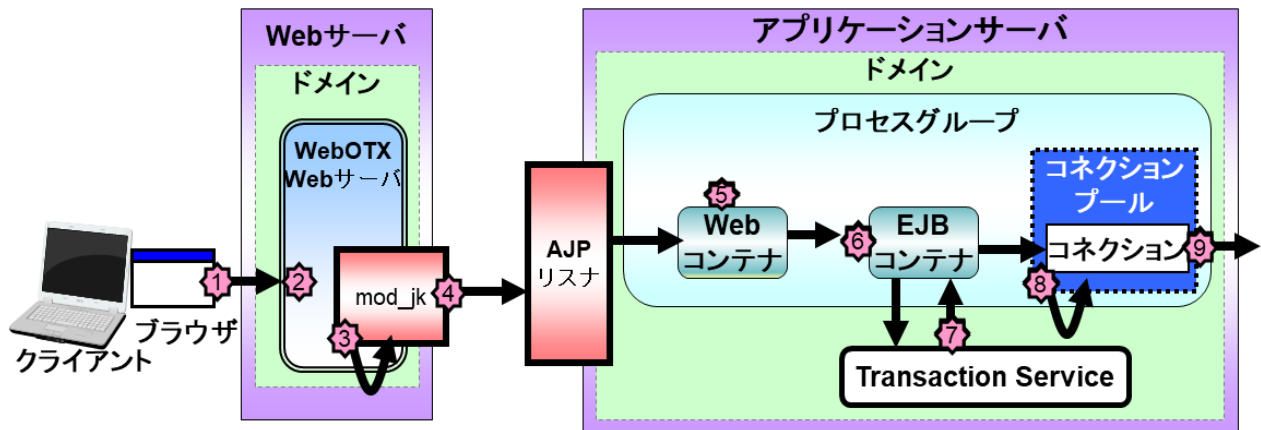 Webサーバ
ドメイン
WebOTX
Webサーバ
mod_jk
クライアント
ブラウザ
1
2
3
4
AJP
リスナ
アプリケーションサーバ
ドメイン
プロセスグループ
5
Web
コンテナ
6
EJB
コンテナ
7
Transaction Service
コネクション
プール
コネクション
8
9